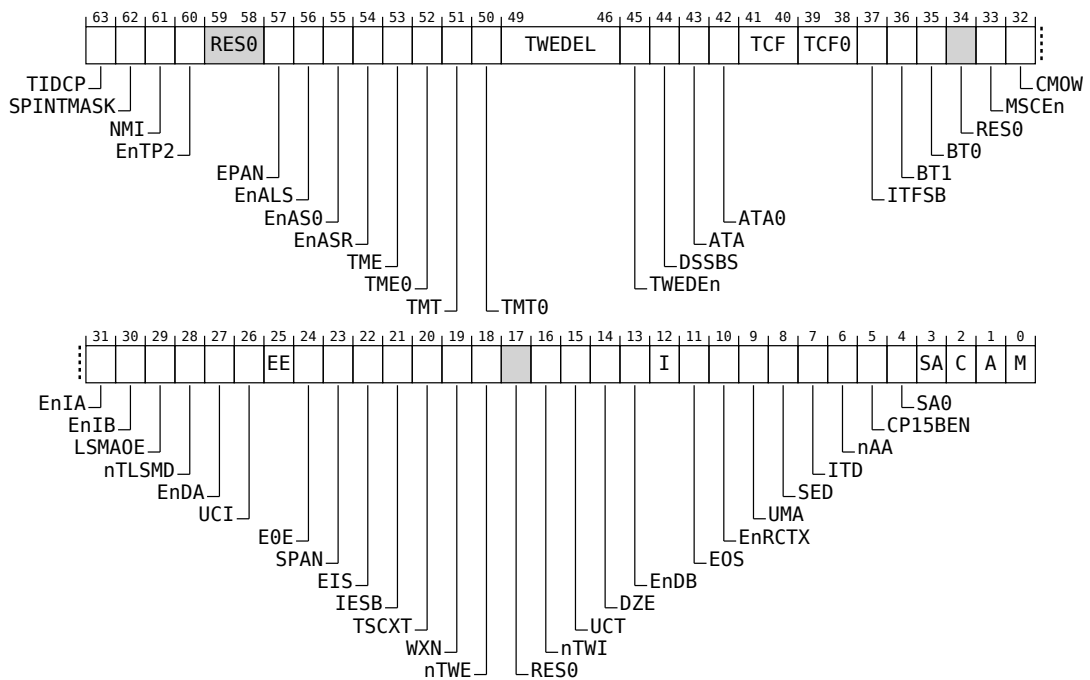 63 62 61 60 59 58 57 56 55 54 53 52 51 50 49 46 45 44 43 42 41 40 39 38 37 36 35 34 33 32
RES0 TWEDEL TCF TCF0
TIDCP CMOW
SPINTMASK MSCEn
NMI RES0
EnTP2 BT0
EPAN BT1
EnALS ITFSB
EnAS0 ATA0
EnASR ATA
TME DSSBS
TME0 TWEDEn
TMT TMT0
31 30 29 28 27 26 25 24 23 22 21 20 19 18 17 16 15 14 13 12 11 10 9 8 7 6 5 4 3 2 1 0
EE I SA C A M
EnIA SA0
EnIB CP15BEN
LSMAOE nAA
nTLSMD ITD
EnDA SED
UCI UMA
E0E EnRCTX
SPAN EOS
EIS EnDB
IESB DZE
TSCXT UCT
WXN nTWI
nTWE RES0